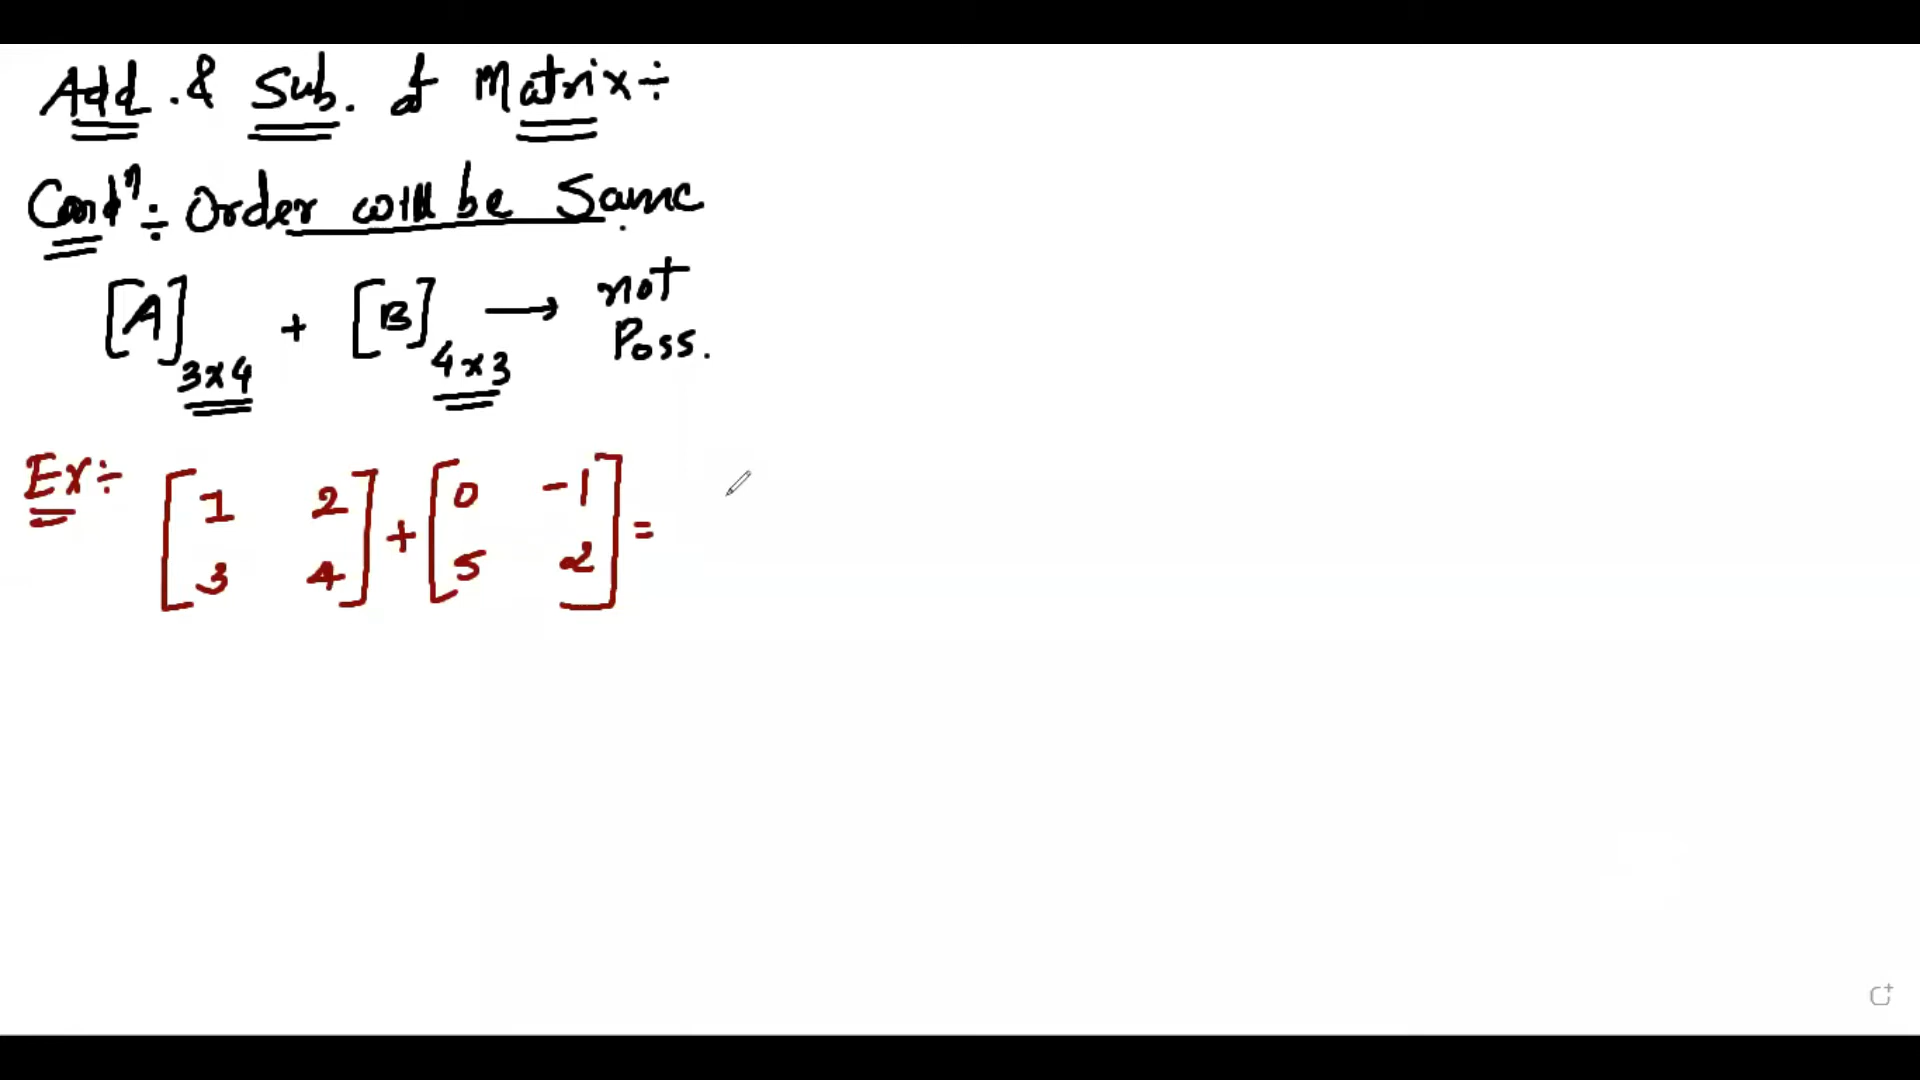 Add. & Sub. of Matrix÷
Condⁿ÷ Order will be Same.
[A]3x4 + [B]4x3 → not Poss.
Ex÷ [1 2] + [0 -1] =
[3 4] [5 2]